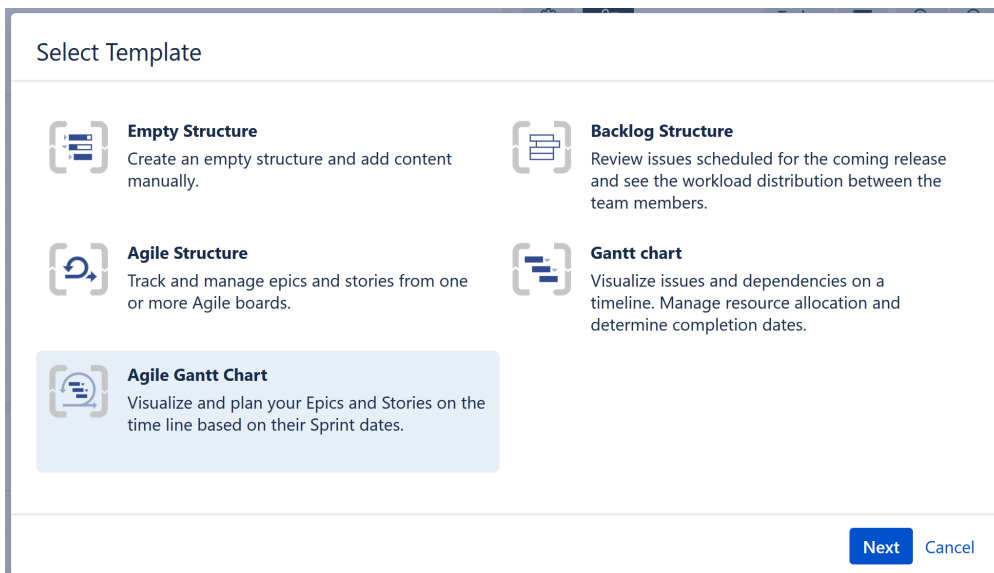 Select Template
Empty Structure
Create an empty structure and add content
manually.
Backlog Structure
Review issues scheduled for the coming release
and see the workload distribution between the
team members.
Agile Structure
Track and manage epics and stories from one
or more Agile boards.
Gantt chart
Visualize issues and dependencies on a
timeline. Manage resource allocation and
determine completion dates.
Agile Gantt Chart
Visualize and plan your Epics and Stories on the
time line based on their Sprint dates.
Next
Cancel